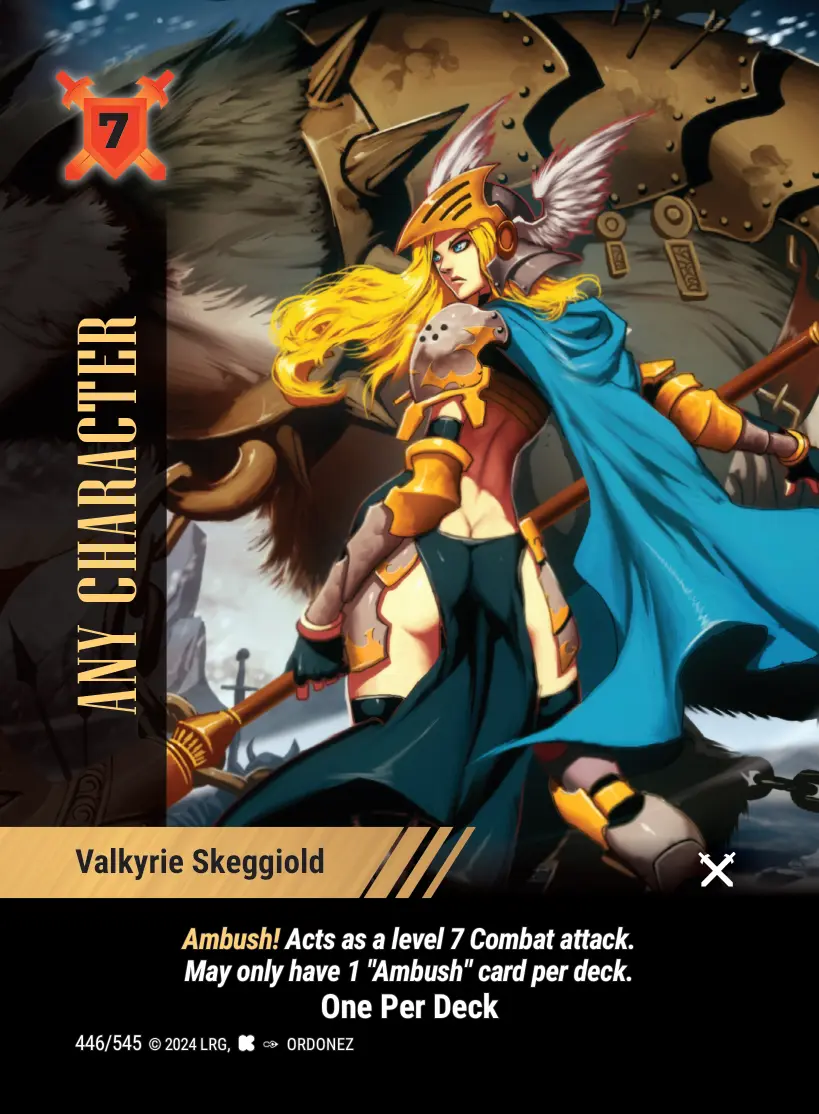 7
ANY CHARACTER
Valkyrie Skeggiold
Ambush! Acts as a level 7 Combat attack.
May only have 1 "Ambush" card per deck.
One Per Deck
446/545 © 2024 LRG, ORDONEZ